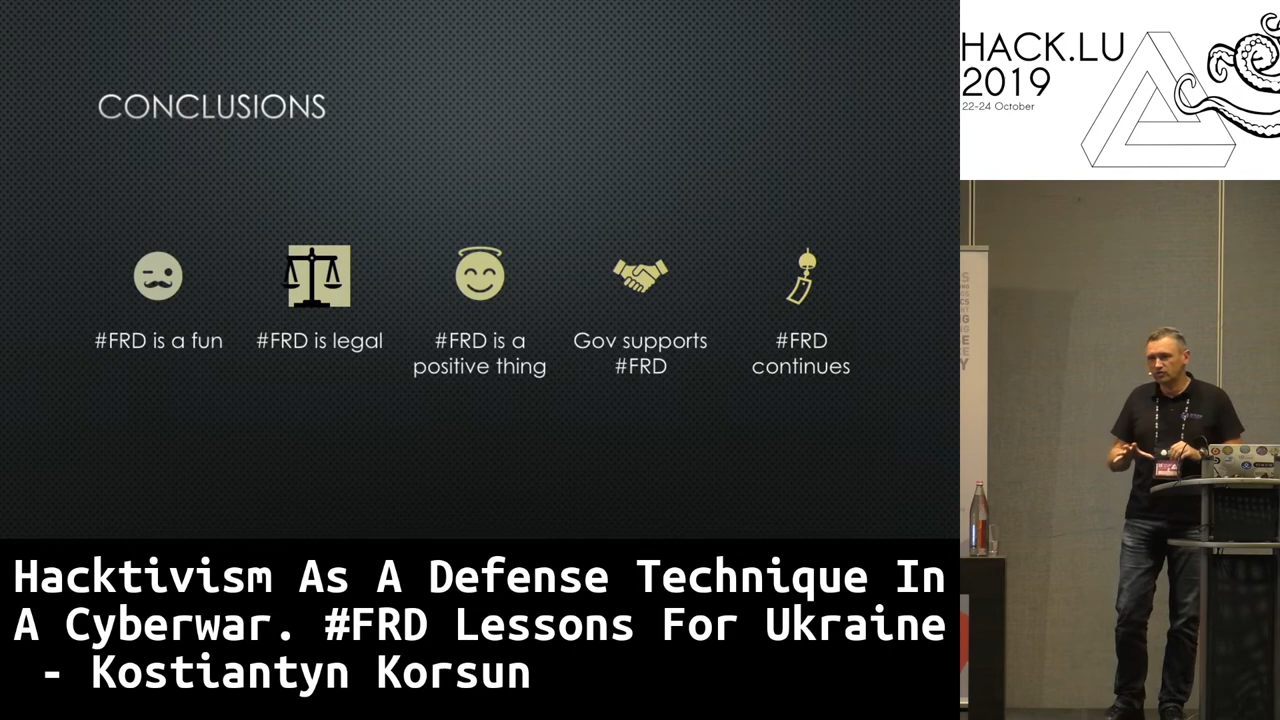 CONCLUSIONS
#FRD is a fun
#FRD is legal
#FRD is a
positive thing
Gov supports
#FRD
#FRD
continues
HACK.LU
2019
22-24 October
Hacktivism As A Defense Technique In
A Cyberwar. #FRD Lessons For Ukraine
- Kostiantyn Korsun